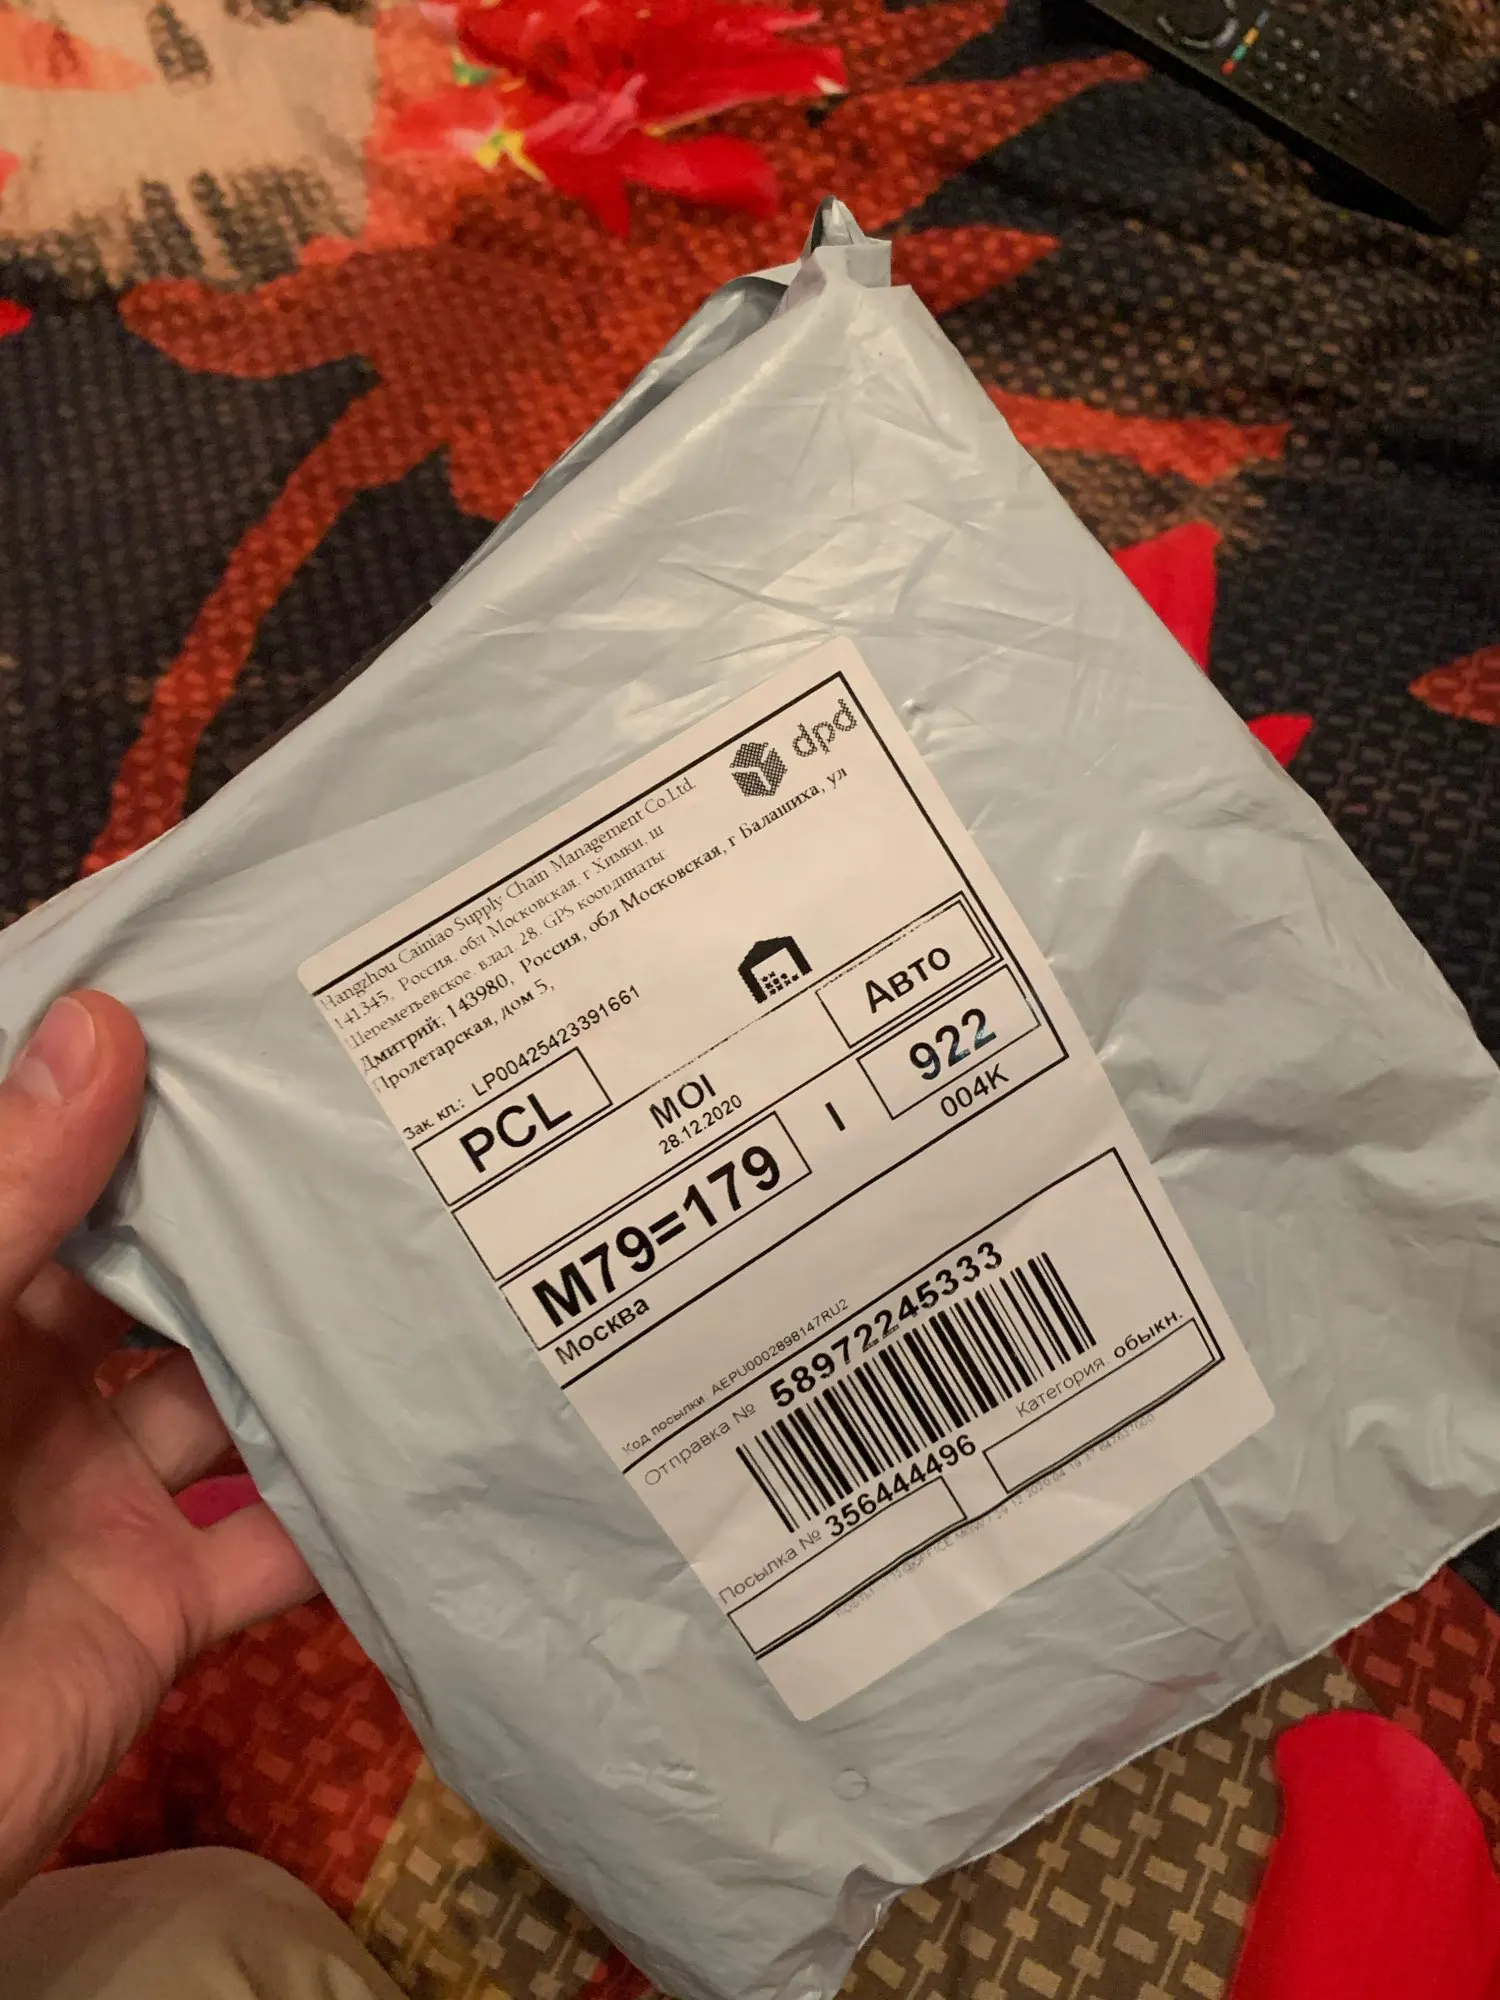 dpd
Hangzhou Cainiao Supply Chain Management Co.Ltd.
141345, Россия, обл Московская, г Химки, ш
Шереметьевское, влад. 28. GPS координаты:
Дмитрий; 143980, Россия, обл Московская, г Балашиха, ул
Пролетарская, дом 5,
Зак. кл.: LP00425423391661
PCL
MOI
28.12.2020
Авто
M79=179
I
922
004K
Москва
Код посылки: AEPU0002898147RU2
Отправка № 58972245333
Посылка № 356444496
Категория: обыкн.